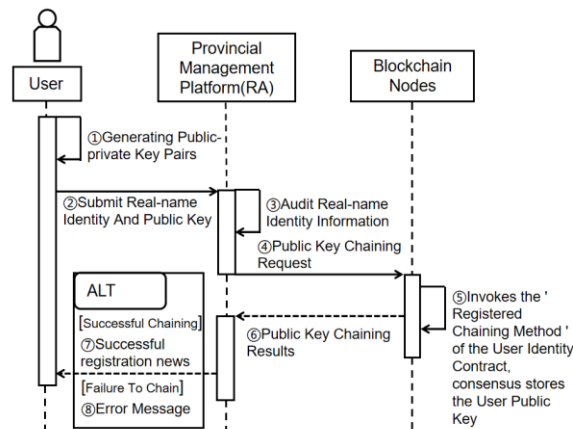 User
Provincial
Management
Platform(RA)
Blockchain
Nodes
①Generating Public-
private Key Pairs
②Submit Real-name
Identity And Public Key
③Audit Real-name
Identity Information
④Public Key Chaining
Request
⑤Invokes the '
Registered
Chaining Method '
of the User Identity
Contract,
consensus stores
the User Public
Key
⑥Public Key Chaining
Results
ALT
[Successful Chaining]
⑦Successful
registration news
[Failure To Chain]
⑧Error Message